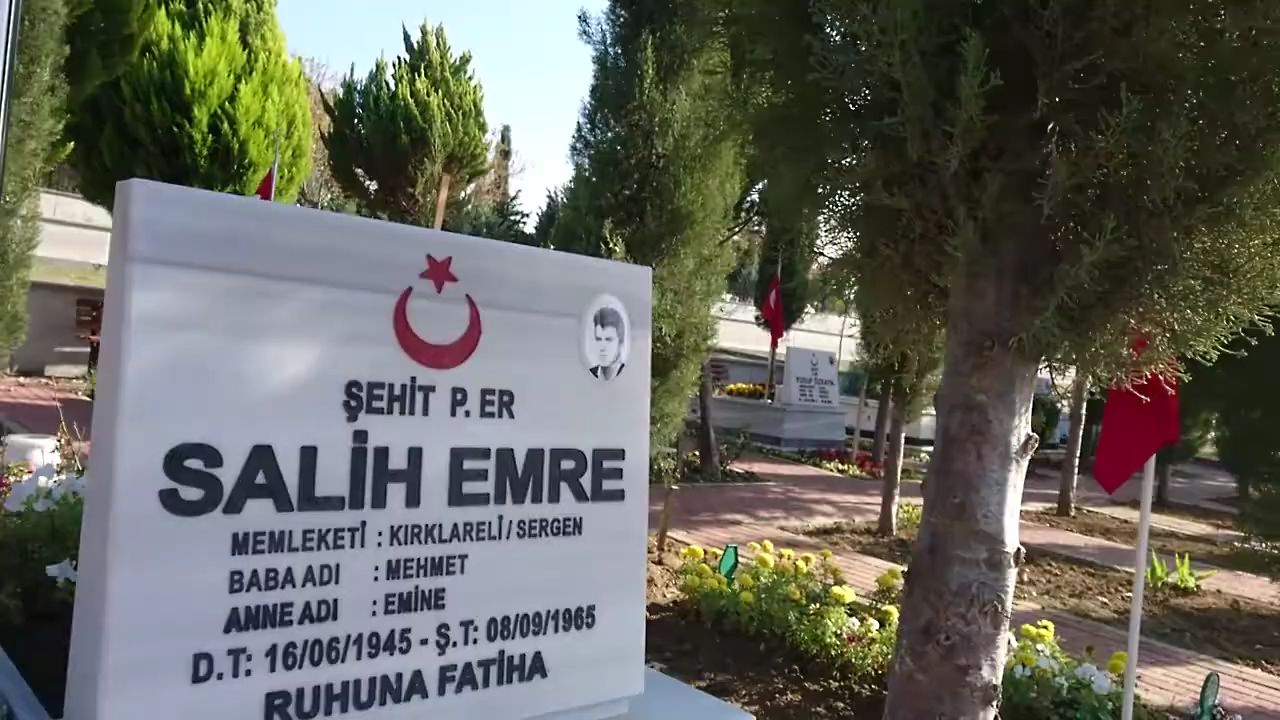 ŞEHİT P. ER
SALİH EMRE
MEMLEKETİ : KIRKLARELİ / SERGEN
BABA ADI : MEHMET
ANNE ADI : EMİNE
D.T: 16/06/1945 - Ş.T: 08/09/1965
RUHUNA FATİHA